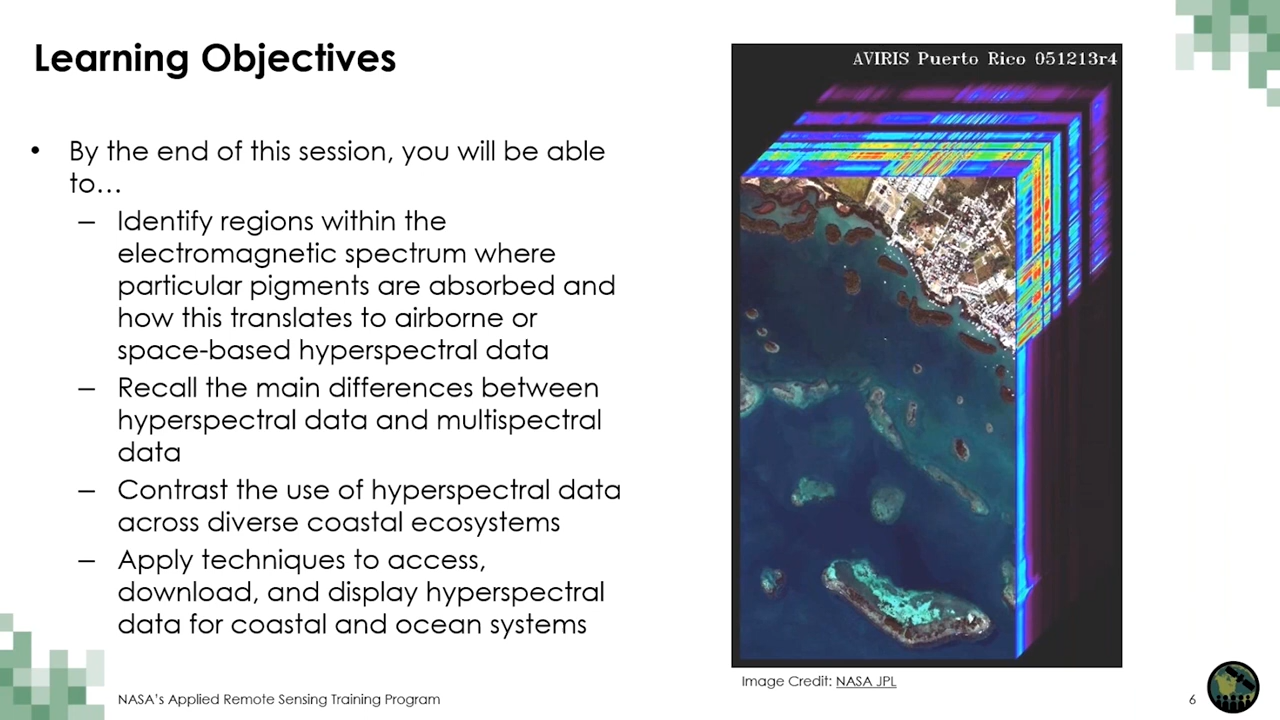 Learning Objectives
AVIRIS Puerto Rico 051213r4
• By the end of this session, you will be able
to…
– Identify regions within the
electromagnetic spectrum where
particular pigments are absorbed and
how this translates to airborne or
space-based hyperspectral data
– Recall the main differences between
hyperspectral data and multispectral
data
– Contrast the use of hyperspectral data
across diverse coastal ecosystems
– Apply techniques to access,
download, and display hyperspectral
data for coastal and ocean systems
Image Credit: NASA JPL
NASA's Applied Remote Sensing Training Program
6